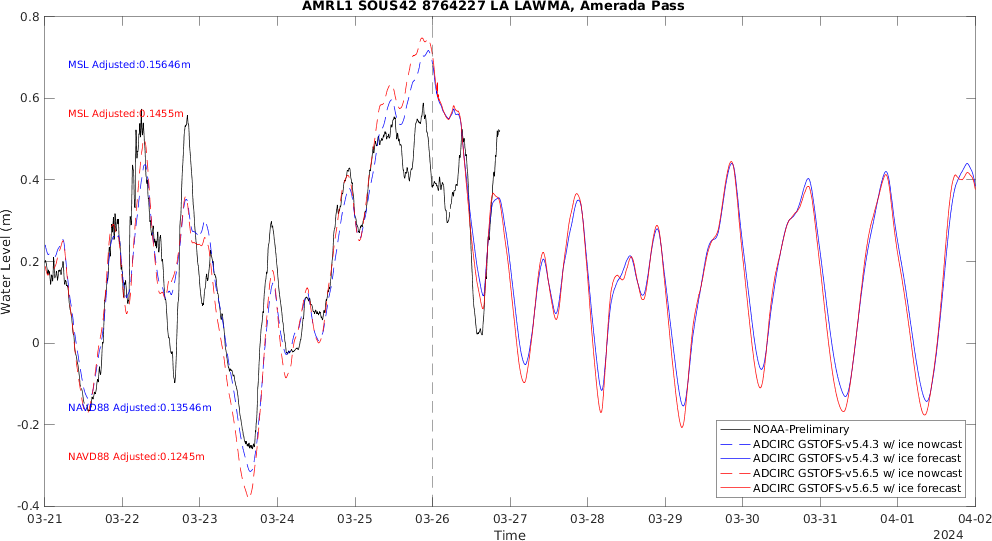 AMRL1 SOUS42 8764227 LA LAWMA, Amerada Pass
0.8
0.6
0.4
0.2
0
-0.2
-0.4
Water Level (m)
MSL Adjusted:0.15646m
MSL Adjusted:0.1455m
NAVD88 Adjusted:0.13546m
NAVD88 Adjusted:0.1245m
NOAA-Preliminary
ADCIRC GSTOFS-v5.4.3 w/ ice nowcast
ADCIRC GSTOFS-v5.4.3 w/ ice forecast
ADCIRC GSTOFS-v5.6.5 w/ ice nowcast
ADCIRC GSTOFS-v5.6.5 w/ ice forecast
03-21 03-22 03-23 03-24 03-25 03-26 03-27 03-28 03-29 03-30 03-31 04-01 04-02
Time
2024